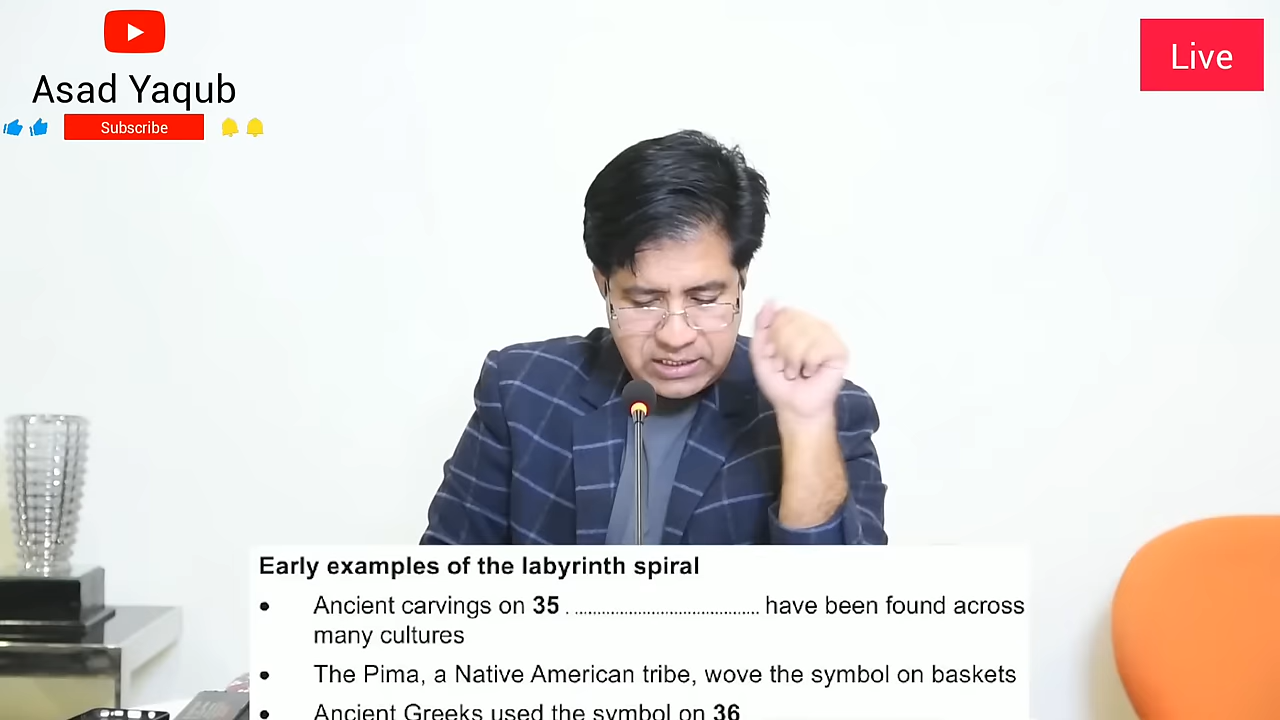 Asad Yaqub
Subscribe
Live
Early examples of the labyrinth spiral
• Ancient carvings on 35 . ........................................ have been found across
many cultures
• The Pima, a Native American tribe, wove the symbol on baskets
• Ancient Greeks used the symbol on 36